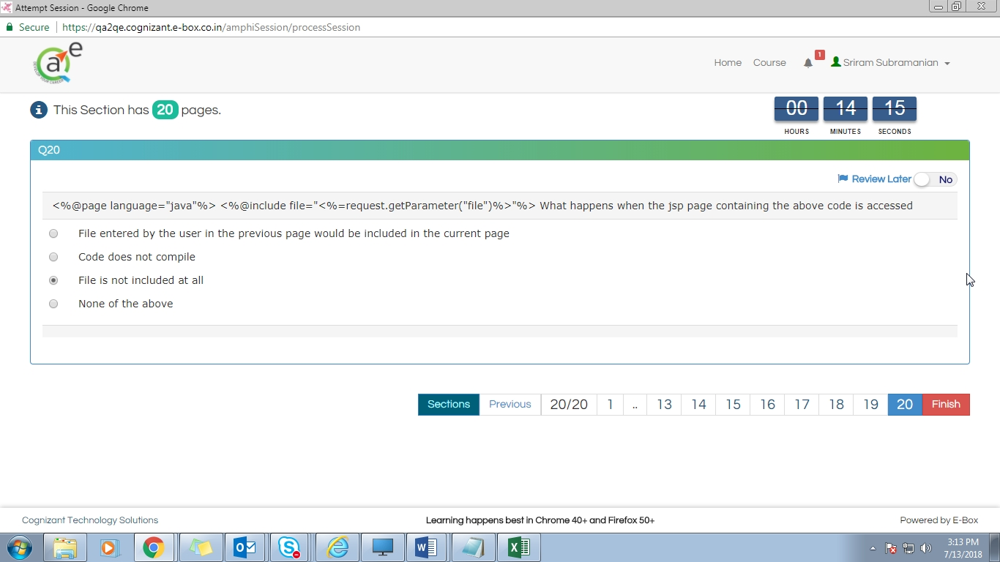 Attempt Session - Google Chrome
Secure https://qa2qe.cognizant.e-box.co.in/amphiSession/processSession
a e
Home Course 1 Sriram Subramanian
This Section has 20 pages.
00 14 15
HOURS MINUTES SECONDS
Q20
Review Later No
<%@page language="java"%> <%@include file="<%=request.getParameter("file")%>"%> What happens when the jsp page containing the above code is accessed
File entered by the user in the previous page would be included in the current page
Code does not compile
File is not included at all
None of the above
Sections Previous 20/20 1 .. 13 14 15 16 17 18 19 20 Finish
Cognizant Technology Solutions Learning happens best in Chrome 40+ and Firefox 50+ Powered by E-Box
3:13 PM
7/13/2018